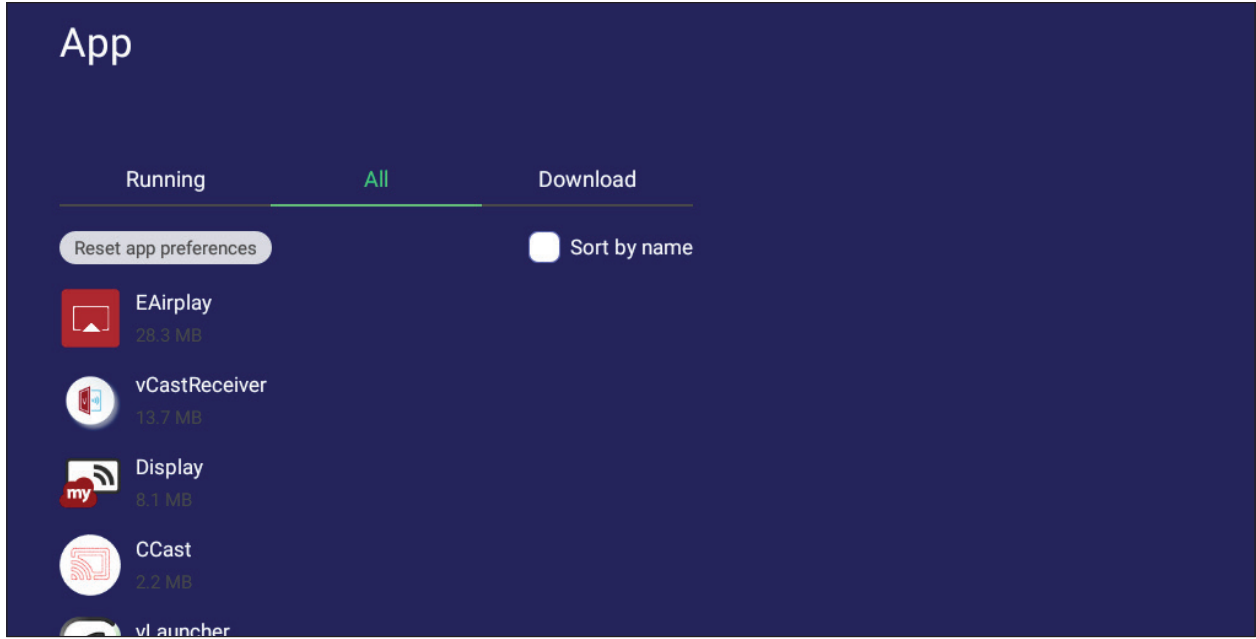 App
Running All Download
Reset app preferences Sort by name
EAirplay
28.3 MB
vCastReceiver
13.7 MB
my
Display
8.1 MB
CCast
2.2 MB
vLauncher